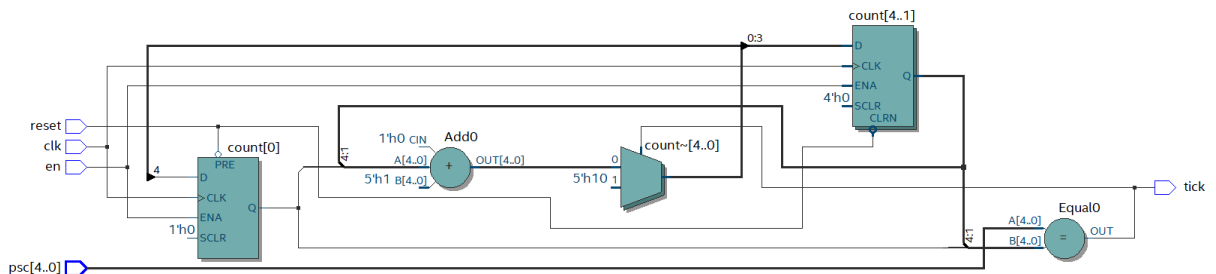 count[4..1]
0:3
D
CLK
Q
ENA
4'h0
SCLR
CLRN
reset
clk
en
count[0]
PRE
4
D
CLK
Q
ENA
1'h0
SCLR
4:1
1'h0 CIN
Add0
A[4..0]
+
OUT[4..0]
5'h1 B[4..0]
count~[4..0]
0
5'h10
1
tick
Equal0
A[4..0]
=
OUT
4:1
B[4..0]
psc[4..0]